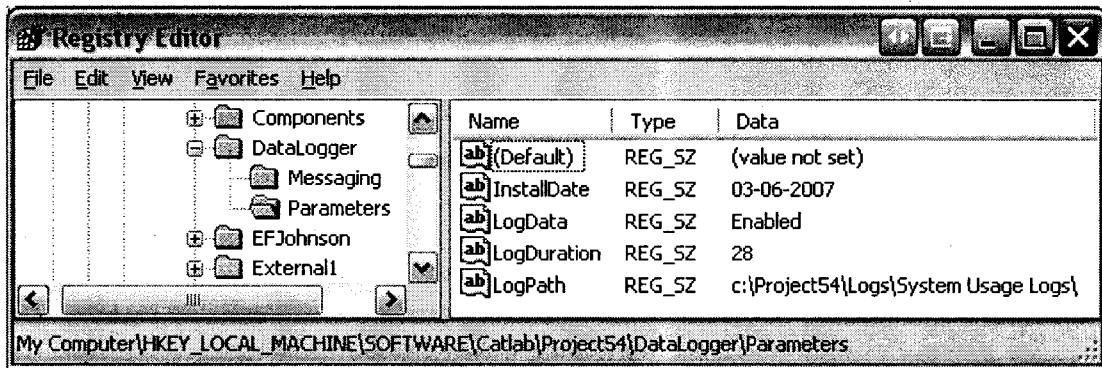 Registry Editor
File Edit View Favorites Help
Components
DataLogger
Messaging
Parameters
EFJohnson
External1
Name Type Data
(Default) REG_SZ (value not set)
InstallDate REG_SZ 03-06-2007
LogData REG_SZ Enabled
LogDuration REG_SZ 28
LogPath REG_SZ c:\Project54\Logs\System Usage Logs\
My Computer\HKEY_LOCAL_MACHINE\SOFTWARE\Catlab\Project54\DataLogger\Parameters